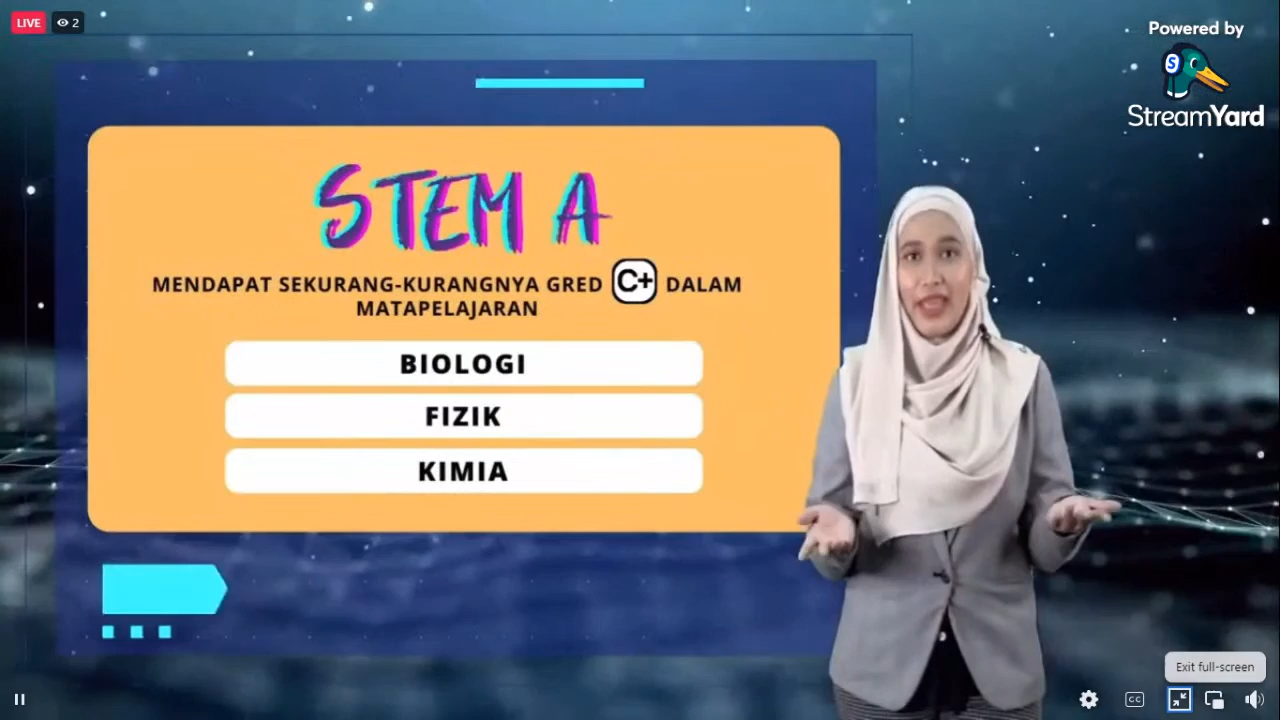 LIVE
2
Powered by
S
StreamYard
STEM A
MENDAPAT SEKURANG-KURANGNYA GRED C+ DALAM
MATAPELAJARAN
BIOLOGI
FIZIK
KIMIA
Exit full-screen
CC